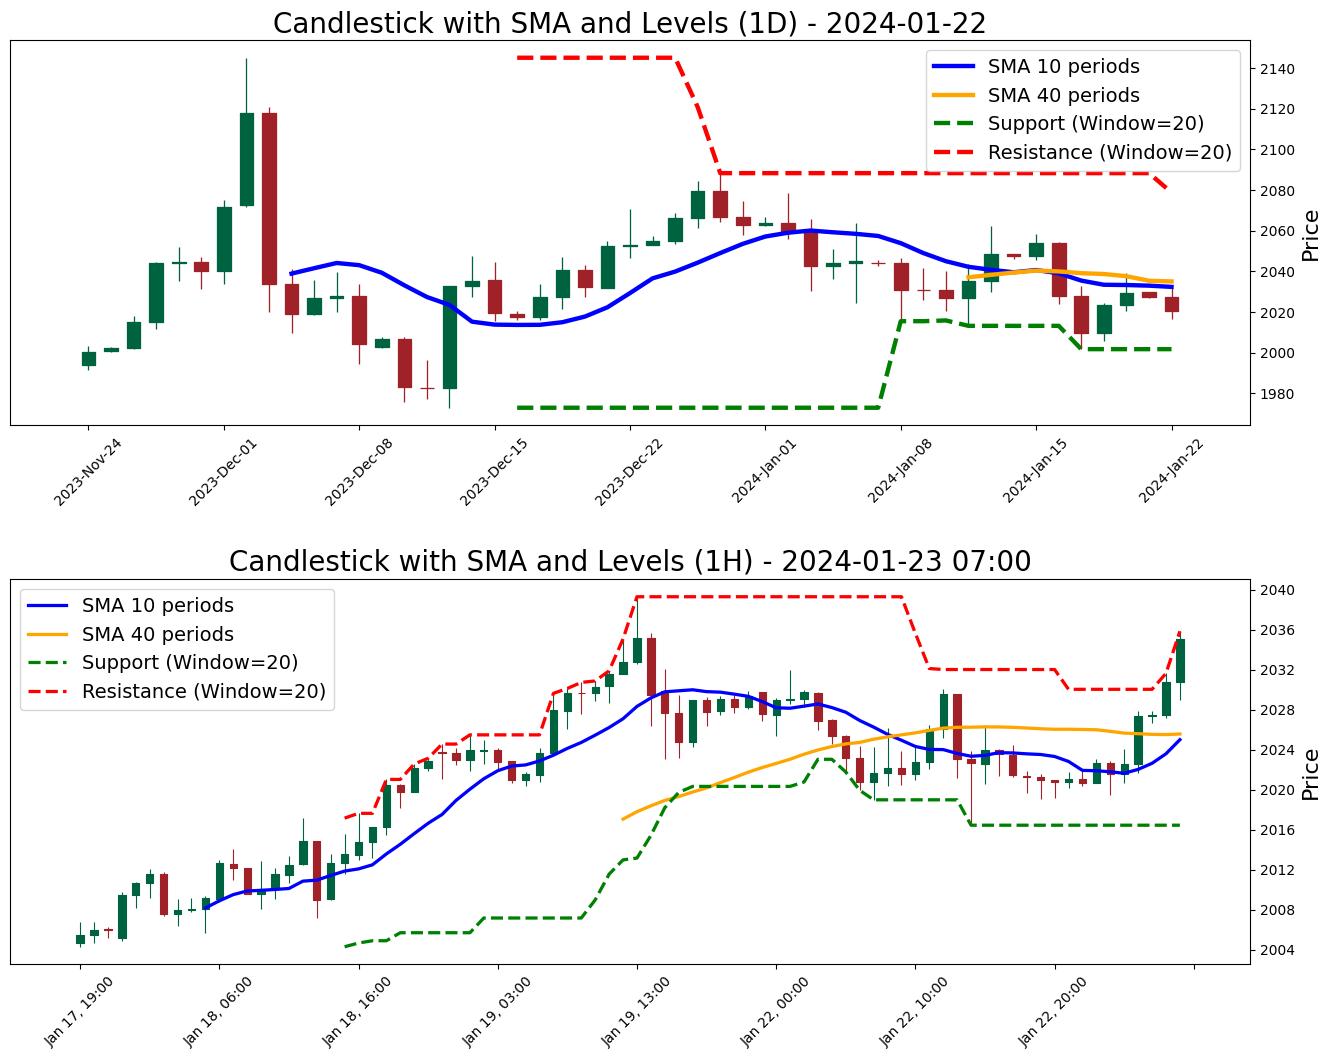 Candlestick with SMA and Levels (1D) - 2024-01-22
SMA 10 periods
SMA 40 periods
Support (Window=20)
Resistance (Window=20)
2140
2120
2100
2080
2060
2040
2020
2000
1980
Price
2023-Nov-24
2023-Dec-01
2023-Dec-08
2023-Dec-15
2023-Dec-22
2024-Jan-01
2024-Jan-08
2024-Jan-15
2024-Jan-22
Candlestick with SMA and Levels (1H) - 2024-01-23 07:00
SMA 10 periods
SMA 40 periods
Support (Window=20)
Resistance (Window=20)
2040
2036
2032
2028
2024
2020
2016
2012
2008
2004
Price
Jan 17, 19:00
Jan 18, 06:00
Jan 18, 16:00
Jan 19, 03:00
Jan 19, 13:00
Jan 22, 00:00
Jan 22, 10:00
Jan 22, 20:00